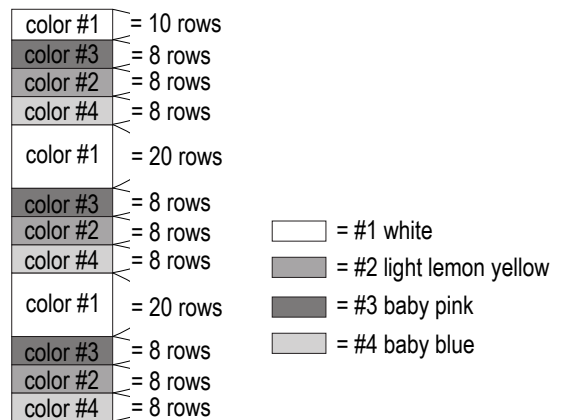 color #1 = 10 rows
color #3 = 8 rows
color #2 = 8 rows
color #4 = 8 rows
color #1 = 20 rows
color #3 = 8 rows
color #2 = 8 rows
color #4 = 8 rows
color #1 = 20 rows
color #3 = 8 rows
color #2 = 8 rows
color #4 = 8 rows
= #1 white
= #2 light lemon yellow
= #3 baby pink
= #4 baby blue